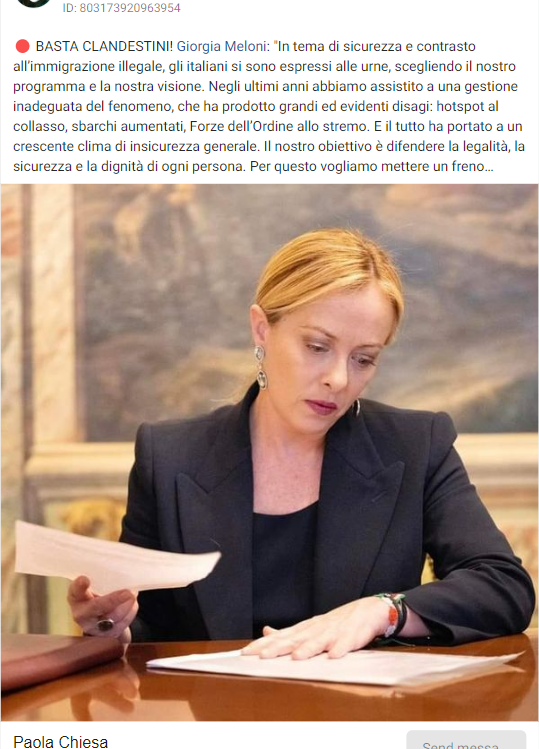 ID: 803173920963954
🔴 BASTA CLANDESTINI! Giorgia Meloni: "In tema di sicurezza e contrasto
all'immigrazione illegale, gli italiani si sono espressi alle urne, scegliendo il nostro
programma e la nostra visione. Negli ultimi anni abbiamo assistito a una gestione
inadeguata del fenomeno, che ha prodotto grandi ed evidenti disagi: hotspot al
collasso, sbarchi aumentati, Forze dell'Ordine allo stremo. E il tutto ha portato a un
crescente clima di insicurezza generale. Il nostro obiettivo è difendere la legalità, la
sicurezza e la dignità di ogni persona. Per questo vogliamo mettere un freno...
Paola Chiesa
Send messa...